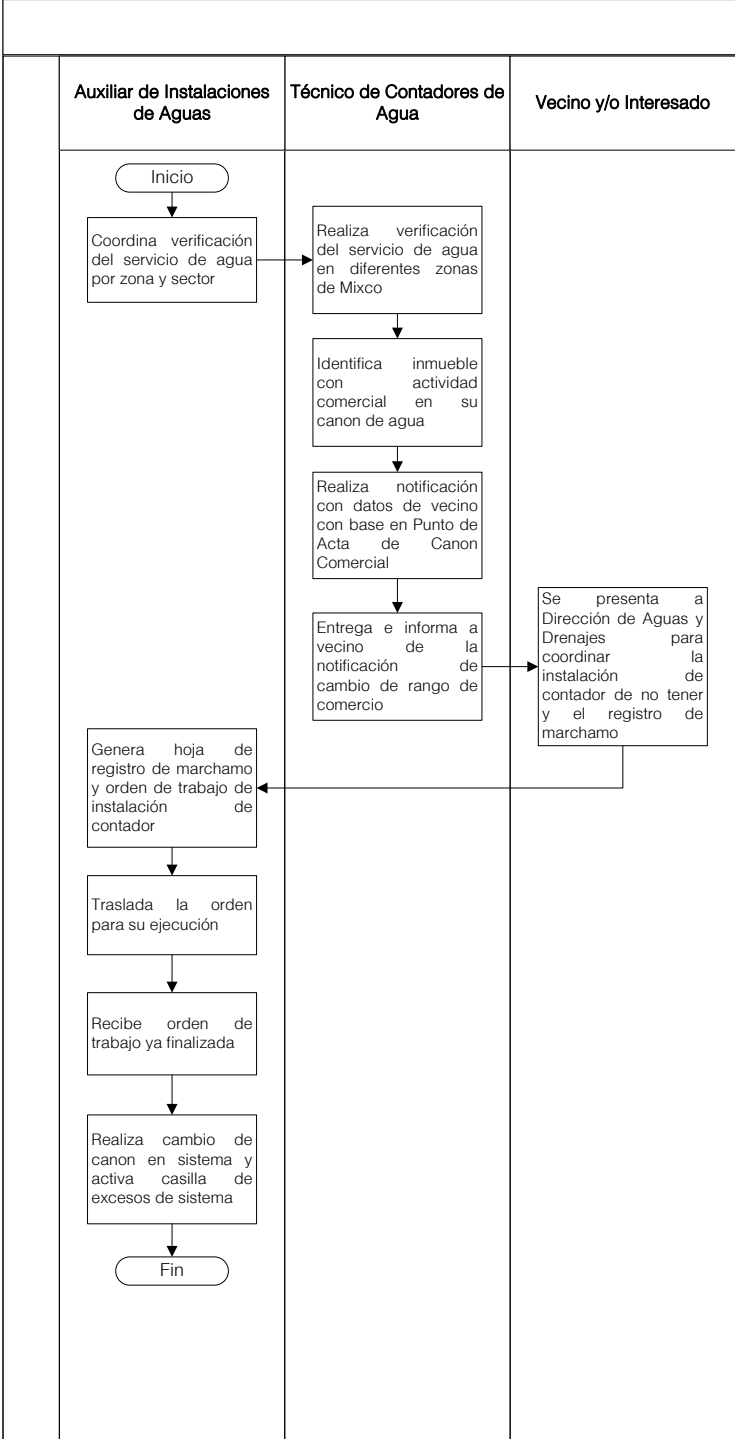 Auxiliar de Instalaciones
de Aguas
Técnico de Contadores de
Agua
Vecino y/o Interesado
Inicio
Coordina verificación
del servicio de agua
por zona y sector
Realiza verificación
del servicio de agua
en diferentes zonas
de Mixco
Identifica inmueble
con actividad
comercial en su
canon de agua
Realiza notificación
con datos de vecino
con base en Punto de
Acta de Canon
Comercial
Entrega e informa a
vecino de la
notificación de
cambio de rango de
comercio
Se presenta a
Dirección de Aguas y
Drenajes para
coordinar la
instalación de
contador de no tener
y el registro de
marchamo
Genera hoja de
registro de marchamo
y orden de trabajo de
instalación de
contador
Traslada la orden
para su ejecución
Recibe orden de
trabajo ya finalizada
Realiza cambio de
canon en sistema y
activa casilla de
excesos de sistema
Fin